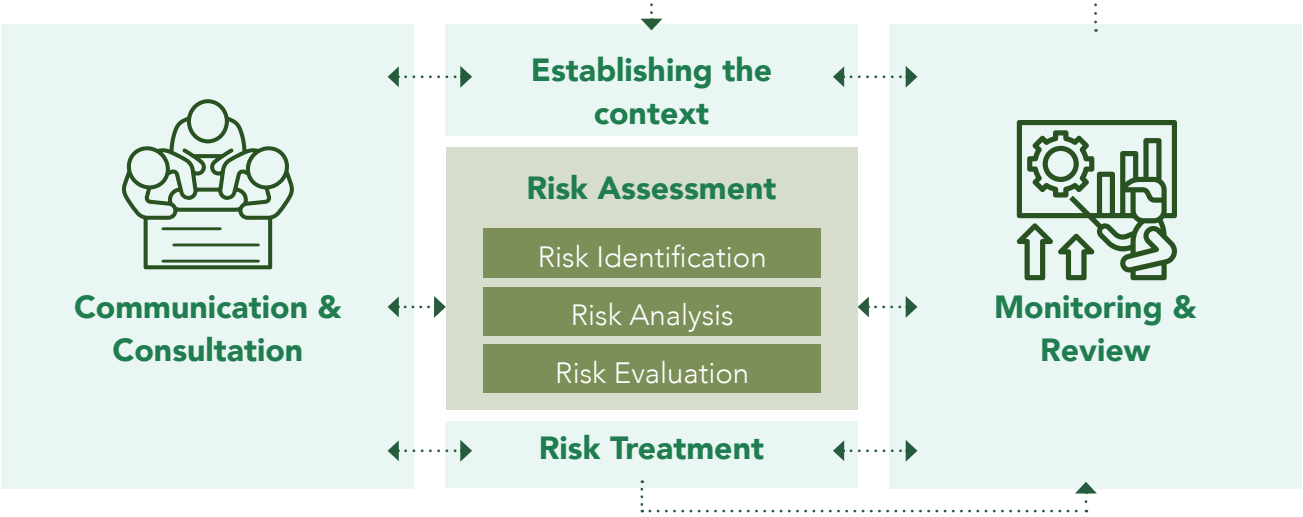 Communication &
Consultation
Establishing the
context
Risk Assessment
Risk Identification
Risk Analysis
Risk Evaluation
Risk Treatment
Monitoring &
Review